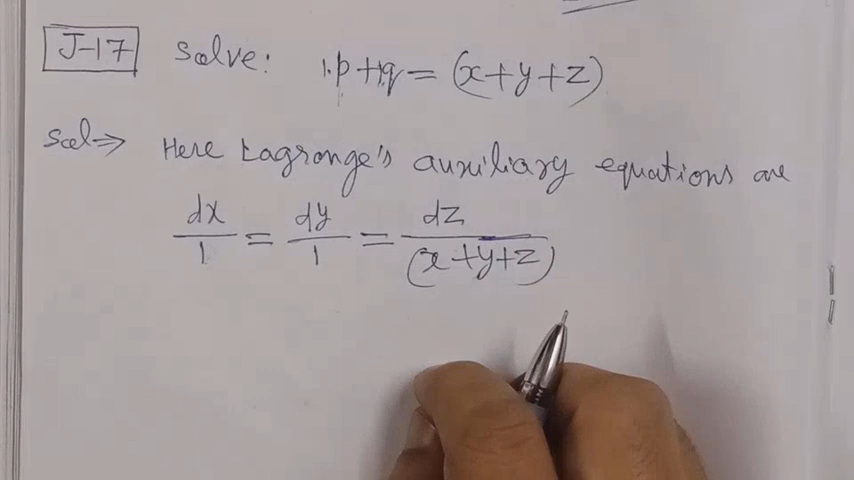 J-17 Solve: 1.p+1.q = (x+y+z)
Sol⇒ Here Lagrange's auxiliary equations are
dx/1 = dy/1 = dz/(x+y+z)